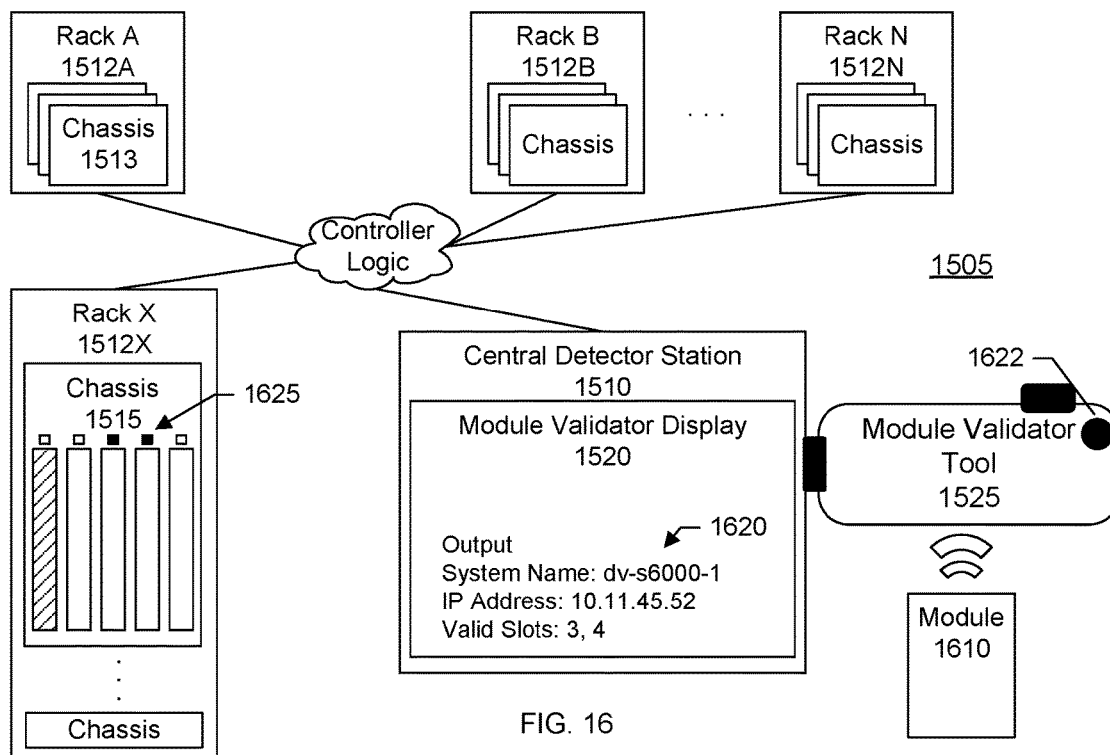 Rack A
1512A
Chassis
1513
Rack B
1512B
Chassis
. . .
Rack N
1512N
Chassis
Controller
Logic
1505
Rack X
1512X
Chassis
1515
1625
Chassis
Central Detector Station
1510
Module Validator Display
1520
1620
Output
System Name: dv-s6000-1
IP Address: 10.11.45.52
Valid Slots: 3, 4
1622
Module Validator
Tool
1525
Module
1610
FIG. 16